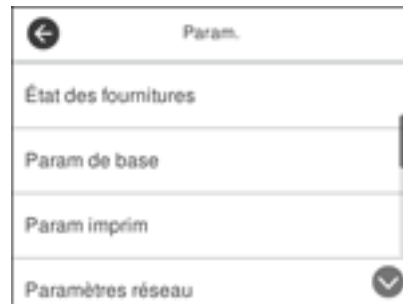 Param.
État des fournitures
Param de base
Param imprim
Paramètres réseau